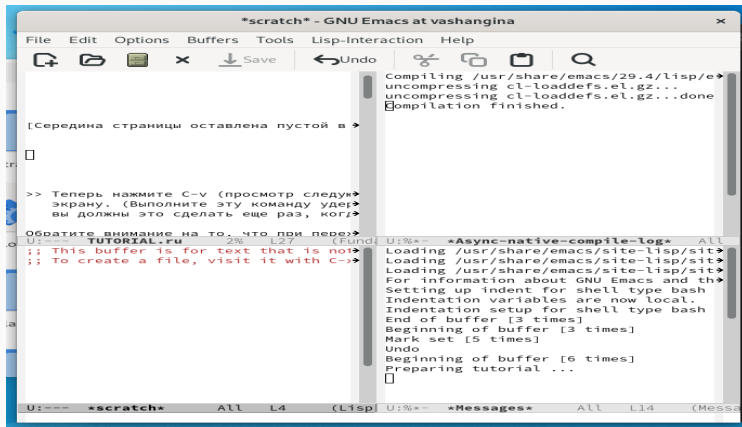 *scratch* - GNU Emacs at vashangina
File Edit Options Buffers Tools Lisp-Interaction Help
Save Undo
[Середина страницы оставлена пустой в
>> Теперь нажмите C-v (просмотр следую
экрану. (Выполните эту команду удер
вы должны это сделать еще раз, когд
Обратите внимание на то, что при пере
U:--- TUTORIAL.ru 2% L27 (Fund
Compiling /usr/share/emacs/29.4/lisp/e
uncompressing cl-loaddefs.el.gz...
uncompressing cl-loaddefs.el.gz...done
Compilation finished.
U:%*- *Async-native-compile-log* All
;; This buffer is for text that is not
;; To create a file, visit it with C-x
U:--- *scratch* All L4 (Lisp
Loading /usr/share/emacs/site-lisp/sit
Loading /usr/share/emacs/site-lisp/sit
Loading /usr/share/emacs/site-lisp/sit
For information about GNU Emacs and th
Setting up indent for shell type bash
Indentation variables are now local.
Indentation setup for shell type bash
End of buffer [3 times]
Beginning of buffer [3 times]
Mark set [5 times]
Undo
Beginning of buffer [6 times]
Preparing tutorial ...
U:%*- *Messages* All L14 (Messa